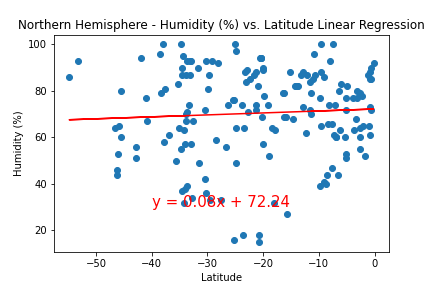 Northern Hemisphere - Humidity (%) vs. Latitude Linear Regression
100
80
60
40
20
Humidity (%)
y = 0.08x + 72.24
−50
−40
−30
−20
−10
0
Latitude